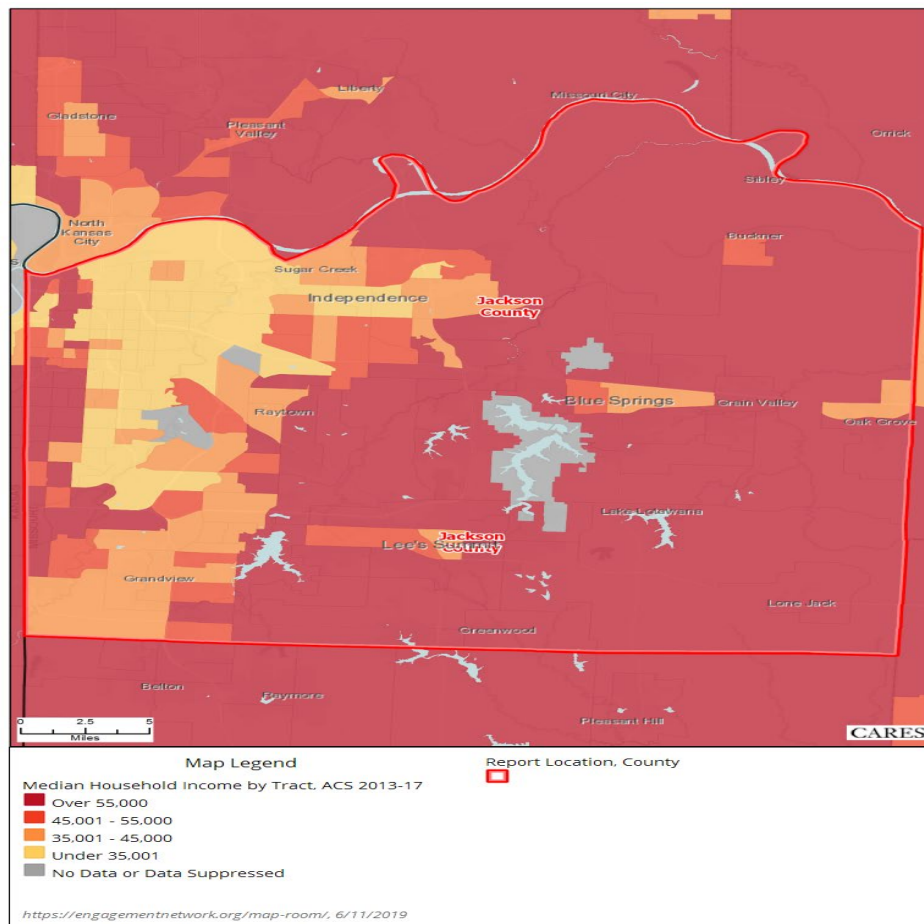 Liberty
Missouri City
Gladstone
Pleasant
Valley
Orrick
Sibley
North
Kansas
City
S
Buckner
Sugar Creek
Independence
Jackson
County
Blue Springs
Grain Valley
Raytown
Oak Grove
Lake Lotawana
Lee's Summit
Jackson
County
Grandview
Lone Jack
Greenwood
Belton
Raymore
Pleasant Hill
0 2.5 5
Miles
CARES
Map Legend
Report Location, County
Median Household Income by Tract, ACS 2013-17
Over 55,000
45,001 - 55,000
35,001 - 45,000
Under 35,001
No Data or Data Suppressed
https://engagementnetwork.org/map-room/, 6/11/2019